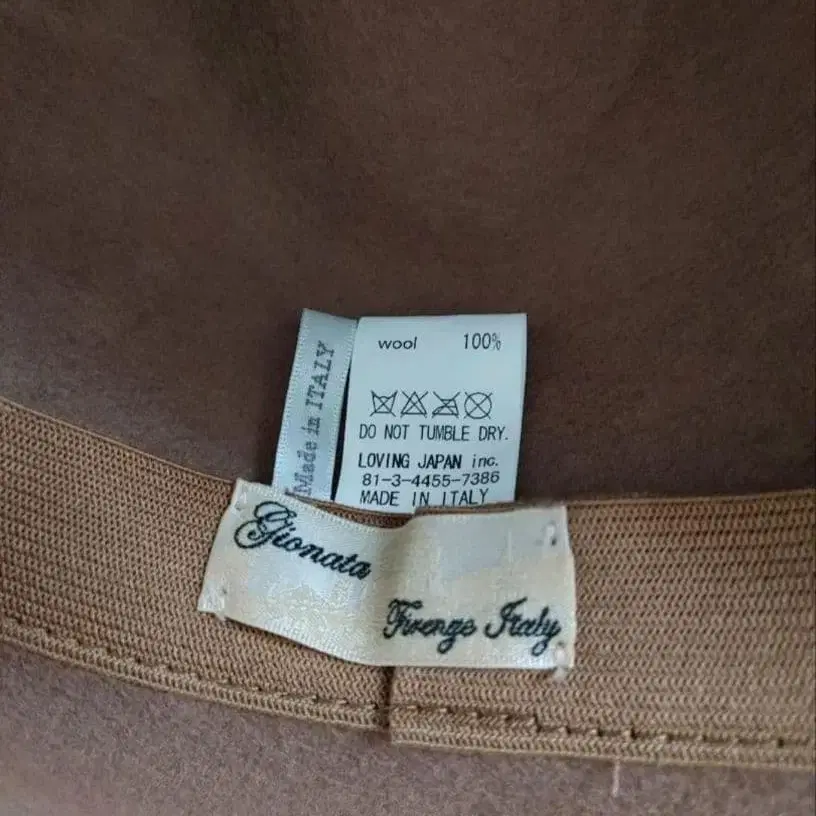 Made in ITALY
wool 100%
DO NOT TUMBLE DRY.
LOVING JAPAN inc.
81-3-4455-7386
MADE IN ITALY
Gionata
Firenze Italy